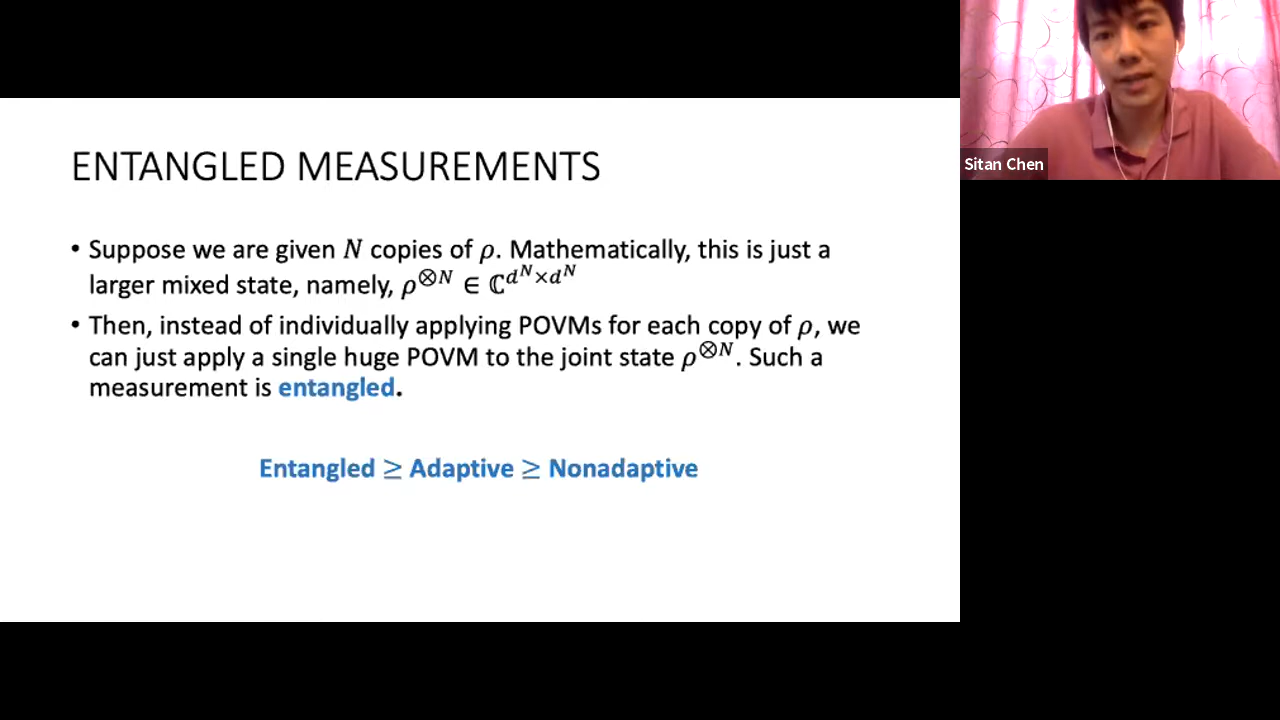 ENTANGLED MEASUREMENTS
• Suppose we are given 𝑁 copies of 𝜌. Mathematically, this is just a
larger mixed state, namely, 𝜌^{⊗𝑁} ∈ ℂ^{𝑑^𝑁×𝑑^𝑁}
• Then, instead of individually applying POVMs for each copy of 𝜌, we
can just apply a single huge POVM to the joint state 𝜌^{⊗𝑁}. Such a
measurement is entangled.
Entangled ≥ Adaptive ≥ Nonadaptive
Sitan Chen